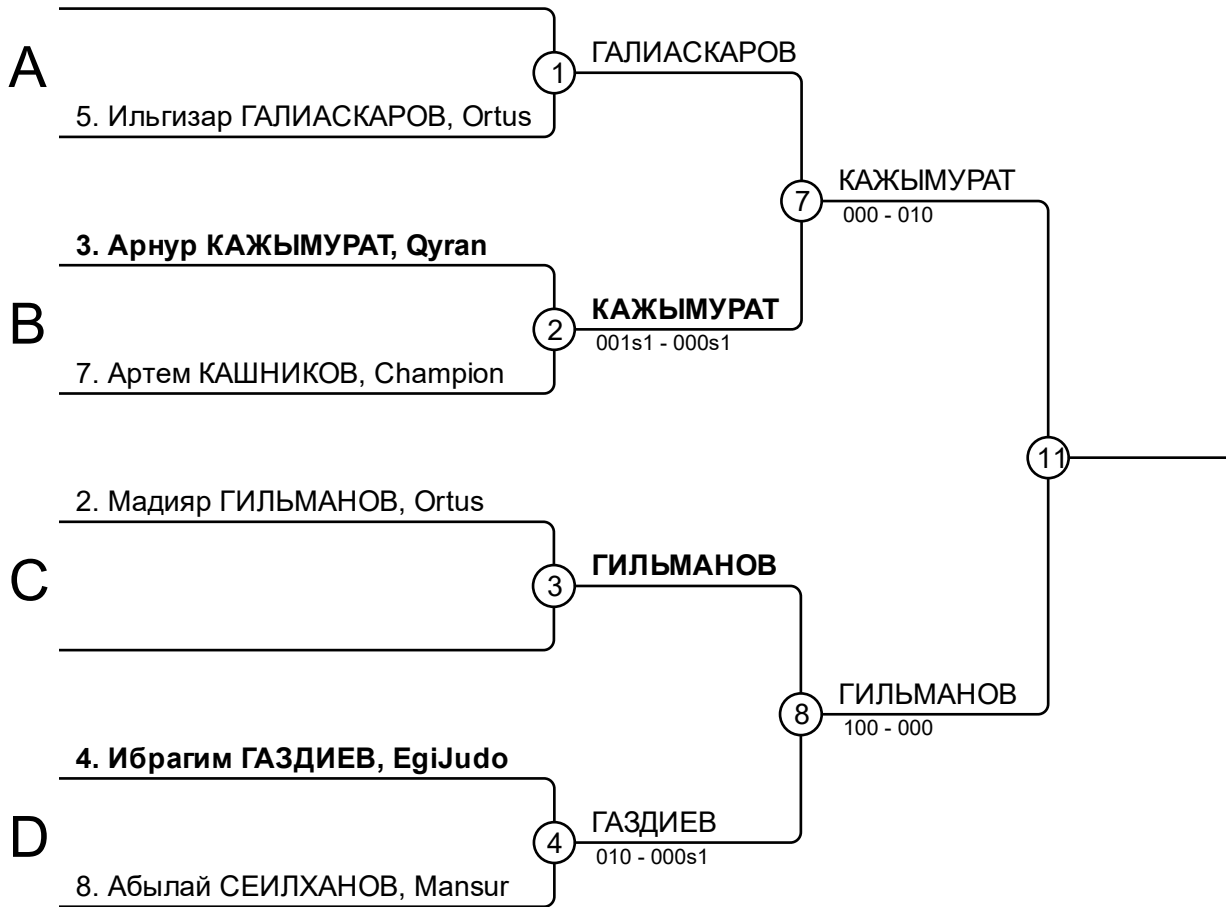 A
1
ГАЛИАСКАРОВ
5. Ильгизар ГАЛИАСКАРОВ, Ortus
7
КАЖЫМУРАТ
000 - 010
3. Арнур КАЖЫМУРАТ, Qyran
B
2
КАЖЫМУРАТ
001s1 - 000s1
7. Артем КАШНИКОВ, Champion
11
2. Мадияр ГИЛЬМАНОВ, Ortus
C
3
ГИЛЬМАНОВ
8
ГИЛЬМАНОВ
100 - 000
4. Ибрагим ГАЗДИЕВ, EgiJudo
D
4
ГАЗДИЕВ
010 - 000s1
8. Абылай СЕИЛХАНОВ, Mansur